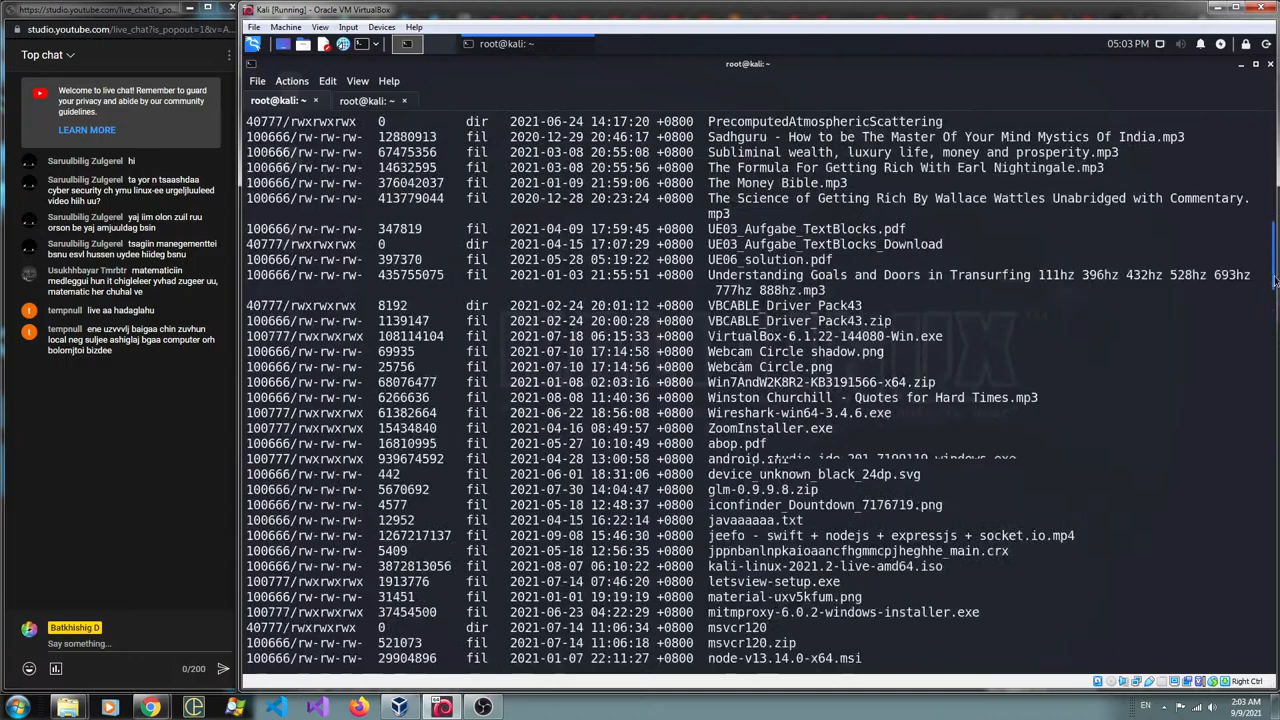 https://studio.youtube.com/live_chat?is_popout=1&v=A...
studio.youtube.com/live_chat?is_popout=1&v=A...
Top chat
Welcome to live chat! Remember to guard
your privacy and abide by our community
guidelines.
LEARN MORE
Saruulbilig Zulgerel hi
Saruulbilig Zulgerel
ta yor n tsaashdaa
cyber security ch ymu linux-ee urgeljluuleed
video hiih uu?
Saruulbilig Zulgerel yaj iim olon zuil ruu
orson be yaj amjuuldag bsuin
Saruulbilig Zulgerel tsagiin manegementtei
bsnu esvl hussen uydee hiideg bsnu
Usukhhbayar Tmrbtr matematiciin
medleggui hun it chigleleer yvhad zugeer uu,
matematic her chuhal ve
tempnull live aa hadaglahu
tempnull ene uzvvvlj baigaa chin zuvhun
local neg suljee ashiglaj bgaa computer orh
bolomjtoi bizdee
Batkhishig D
Say something...
0/200
Kali [Running] - Oracle VM VirtualBox
File Machine View Input Devices Help
root@kali: ~
05:03 PM
root@kali:~
File Actions Edit View Help
root@kali: ~ × root@kali: ~ ×
40777/rwxrwxrwx 0 dir 2021-06-24 14:17:20 +0800 PrecomputedAtmosphericScattering
100666/rw-rw-rw- 12880913 fil 2020-12-29 20:46:17 +0800 Sadhguru - How to be The Master Of Your Mind Mystics Of India.mp3
100666/rw-rw-rw- 67475356 fil 2021-03-08 20:55:08 +0800 Subliminal wealth, luxury life, money and prosperity.mp3
100666/rw-rw-rw- 14632595 fil 2021-03-08 20:55:56 +0800 The Formula For Getting Rich With Earl Nightingale.mp3
100666/rw-rw-rw- 376042037 fil 2021-01-09 21:59:06 +0800 The Money Bible.mp3
100666/rw-rw-rw- 413779044 fil 2020-12-28 20:23:24 +0800 The Science of Getting Rich By Wallace Wattles Unabridged with Commentary.
mp3
100666/rw-rw-rw- 347819 fil 2021-04-09 17:59:45 +0800 UE03_Aufgabe_TextBlocks.pdf
40777/rwxrwxrwx 0 dir 2021-04-15 17:07:29 +0800 UE03_Aufgabe_TextBlocks_Download
100666/rw-rw-rw- 397370 fil 2021-05-28 05:19:22 +0800 UE06_solution.pdf
100666/rw-rw-rw- 435755075 fil 2021-01-03 21:55:51 +0800 Understanding Goals and Doors in Transurfing 111hz 396hz 432hz 528hz 693hz
777hz 888hz.mp3
40777/rwxrwxrwx 8192 dir 2021-06-24 20:01:12 +0800 VBCABLE_Driver_Pack43
100666/rw-rw-rw- 1139147 fil 2021-06-24 20:00:28 +0800 VBCABLE_Driver_Pack43.zip
100777/rwxrwxrwx 108114104 fil 2021-07-18 06:15:33 +0800 VirtualBox-6.1.22-144080-Win.exe
100666/rw-rw-rw- 69935 fil 2021-07-10 17:14:58 +0800 Webcam Circle shadow.png
100666/rw-rw-rw- 25756 fil 2021-07-10 17:14:56 +0800 Webcam Circle.png
100666/rw-rw-rw- 68076477 fil 2021-01-08 02:03:16 +0800 Win7AndW2K8R2-KB3191566-x64.zip
100666/rw-rw-rw- 6266636 fil 2021-08-08 11:40:36 +0800 Winston Churchill - Quotes for Hard Times.mp3
100777/rwxrwxrwx 61382664 fil 2021-06-22 18:56:08 +0800 Wireshark-win64-3.4.6.exe
100777/rwxrwxrwx 15434840 fil 2021-04-16 08:49:57 +0800 ZoomInstaller.exe
100666/rw-rw-rw- 16810995 fil 2021-05-27 10:10:49 +0800 abop.pdf
100777/rwxrwxrwx 939674592 fil 2021-04-28 13:00:58 +0800
100666/rw-rw-rw- 442 fil 2021-06-01 18:31:06 +0800 device_unknown_black_24dp.svg
100666/rw-rw-rw- 5670692 fil 2021-07-30 14:04:47 +0800 glm-0.9.9.8.zip
100666/rw-rw-rw- 4577 fil 2021-05-18 12:48:37 +0800 iconfinder_Dountdown_7176719.png
100666/rw-rw-rw- 12952 fil 2021-04-15 16:22:14 +0800 javaaaaaa.txt
100666/rw-rw-rw- 1267217137 fil 2021-09-08 15:46:30 +0800 jeefo - swift + nodejs + expressjs + socket.io.mp4
100666/rw-rw-rw- 5409 fil 2021-05-18 12:56:35 +0800 jppnbanlnpkaioaancfhgmmcpjheghhe_main.crx
100666/rw-rw-rw- 3872813056 fil 2021-08-07 06:10:22 +0800 kali-linux-2021.2-live-amd64.iso
100777/rwxrwxrwx 1913776 fil 2021-07-14 07:46:20 +0800 letsview-setup.exe
100666/rw-rw-rw- 31451 fil 2021-01-01 19:19:19 +0800 material-uxv5kfum.png
100777/rwxrwxrwx 37454500 fil 2021-06-23 04:22:29 +0800 mitmproxy-6.0.2-windows-installer.exe
40777/rwxrwxrwx 0 dir 2021-07-14 11:06:34 +0800 msvcr120
100666/rw-rw-rw- 521073 fil 2021-07-14 11:06:18 +0800 msvcr120.zip
100666/rw-rw-rw- 29904896 fil 2021-01-07 22:11:27 +0800 node-v13.14.0-x64.msi
Right Ctrl
EN
2:03 AM
9/9/2021